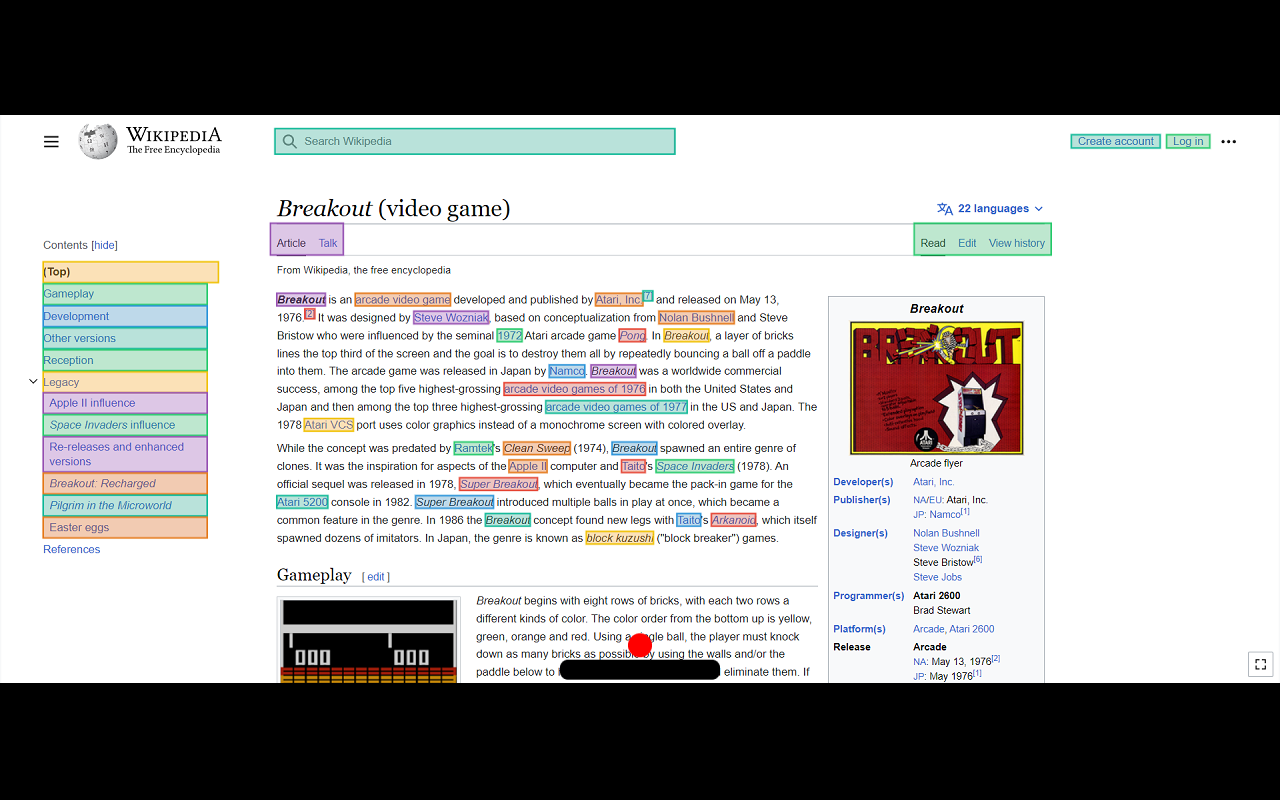 WIKIPEDIA
The Free Encyclopedia
Search Wikipedia
Create account
Log in
Breakout (video game)
22 languages
Article Talk
Read Edit View history
Contents [hide]
(Top)
Gameplay
Development
Other versions
Reception
Legacy
Apple II influence
Space Invaders influence
Re-releases and enhanced
versions
Breakout: Recharged
Pilgrim in the Microworld
Easter eggs
References
From Wikipedia, the free encyclopedia
Breakout is an arcade video game developed and published by Atari, Inc.[7] and released on May 13,
1976.[2] It was designed by Steve Wozniak, based on conceptualization from Nolan Bushnell and Steve
Bristow who were influenced by the seminal 1972 Atari arcade game Pong. In Breakout, a layer of bricks
lines the top third of the screen and the goal is to destroy them all by repeatedly bouncing a ball off a paddle
into them. The arcade game was released in Japan by Namco. Breakout was a worldwide commercial
success, among the top five highest-grossing arcade video games of 1976 in both the United States and
Japan and then among the top three highest-grossing arcade video games of 1977 in the US and Japan. The
1978 Atari VCS port uses color graphics instead of a monochrome screen with colored overlay.
While the concept was predated by Ramtek's Clean Sweep (1974), Breakout spawned an entire genre of
clones. It was the inspiration for aspects of the Apple II computer and Taito's Space Invaders (1978). An
official sequel was released in 1978, Super Breakout, which eventually became the pack-in game for the
Atari 5200 console in 1982. Super Breakout introduced multiple balls in play at once, which became a
common feature in the genre. In 1986 the Breakout concept found new legs with Taito's Arkanoid, which itself
spawned dozens of imitators. In Japan, the genre is known as block kuzushi ("block breaker") games.
Gameplay [ edit ]
000 000
Breakout begins with eight rows of bricks, with each two rows a
different kinds of color. The color order from the bottom up is yellow,
green, orange and red. Using a single ball, the player must knock
down as many bricks as possible by using the walls and/or the
paddle below to eliminate them. If
Breakout
BREAKOUT
ATARI
Arcade flyer
Developer(s) Atari, Inc.
Publisher(s) NA/EU: Atari, Inc.
JP: Namco[1]
Designer(s) Nolan Bushnell
Steve Wozniak
Steve Bristow[6]
Steve Jobs
Programmer(s) Atari 2600
Brad Stewart
Platform(s) Arcade, Atari 2600
Release Arcade
NA: May 13, 1976[2]
JP: May 1976[1]